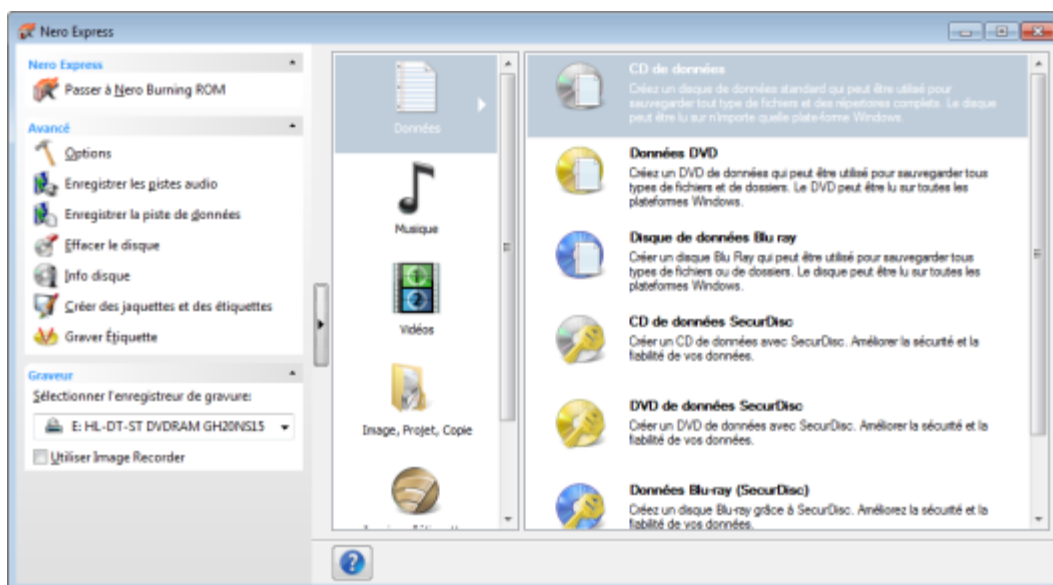 Nero Express
Nero Express
Passer à Nero Burning ROM
Avancé
Options
Enregistrer les pistes audio
Enregistrer la piste de données
Effacer le disque
Info disque
Créer des jaquettes et des étiquettes
Graver Étiquette
Graveur
Sélectionner l'enregistreur de gravure:
E: HL-DT-ST DVDRAM GH20NS15
Utiliser Image Recorder
Données
Musique
Vidéos
Image, Projet, Copie
CD de données
Créez un disque de données standard qui peut être utilisé pour
sauvegarder tout type de fichiers et des répertoires complets. Le disque
peut être lu sur n'importe quelle plate-forme Windows.
Données DVD
Créez un DVD de données qui peut être utilisé pour sauvegarder tous
types de fichiers et de dossiers. Le DVD peut être lu sur toutes les
plateformes Windows.
Disque de données Blu ray
Créer un disque Blu Ray qui peut être utilisé pour sauvegarder tous
types de fichiers ou de dossiers. Le disque peut être lu sur toutes les
plateformes Windows.
CD de données SecurDisc
Créer un CD de données avec SecurDisc. Améliorer la sécurité et la
fiabilité de vos données.
DVD de données SecurDisc
Créer un DVD de données avec SecurDisc. Améliorer la sécurité et la
fiabilité de vos données.
Données Blu-ray (SecurDisc)
Créez un disque Blu-ray grâce à SecurDisc. Améliorez la sécurité et la
fiabilité de vos données.